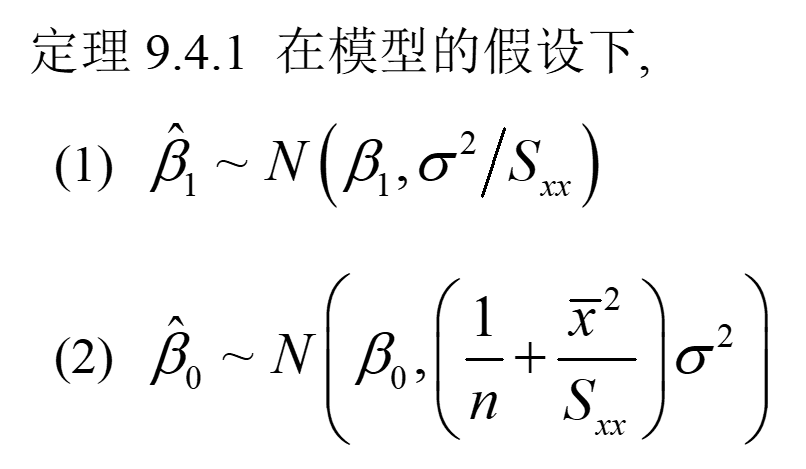 定理 9.4.1 在模型的假设下,
(1) β̂₁ ~ N(β₁, σ²/Sₓₓ)
(2) β̂₀ ~ N(β₀, (1/n + x̄²/Sₓₓ)σ²)